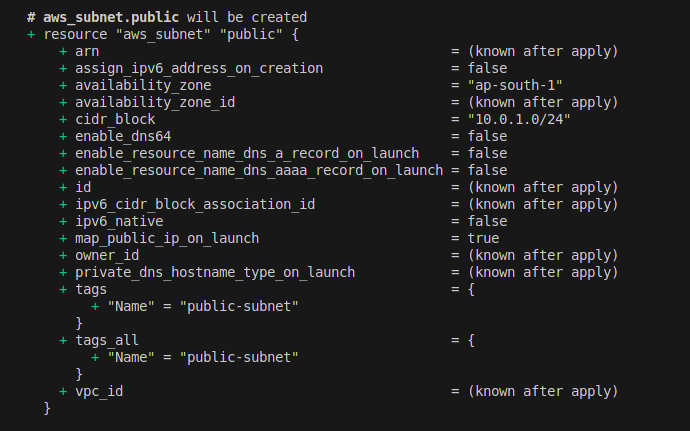 # aws_subnet.public will be created
+ resource "aws_subnet" "public" {
+ arn = (known after apply)
+ assign_ipv6_address_on_creation = false
+ availability_zone = "ap-south-1"
+ availability_zone_id = (known after apply)
+ cidr_block = "10.0.1.0/24"
+ enable_dns64 = false
+ enable_resource_name_dns_a_record_on_launch = false
+ enable_resource_name_dns_aaaa_record_on_launch = false
+ id = (known after apply)
+ ipv6_cidr_block_association_id = (known after apply)
+ ipv6_native = false
+ map_public_ip_on_launch = true
+ owner_id = (known after apply)
+ private_dns_hostname_type_on_launch = (known after apply)
+ tags = {
+ "Name" = "public-subnet"
}
+ tags_all = {
+ "Name" = "public-subnet"
}
+ vpc_id = (known after apply)
}